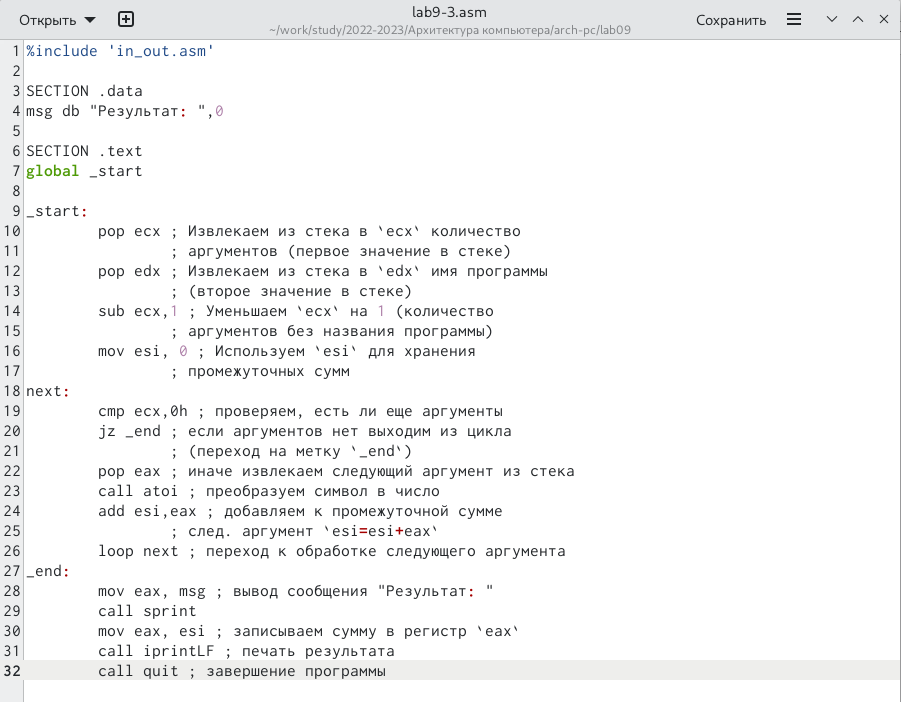 Открыть
lab9-3.asm
~/work/study/2022-2023/Архитектура компьютера/arch-pc/lab09
Сохранить
1 %include 'in_out.asm'
2
3 SECTION .data
4 msg db "Результат: ",0
5
6 SECTION .text
7 global _start
8
9 _start:
10 pop ecx ; Извлекаем из стека в `ecx` количество
11 ; аргументов (первое значение в стеке)
12 pop edx ; Извлекаем из стека в `edx` имя программы
13 ; (второе значение в стеке)
14 sub ecx,1 ; Уменьшаем `ecx` на 1 (количество
15 ; аргументов без названия программы)
16 mov esi, 0 ; Используем `esi` для хранения
17 ; промежуточных сумм
18 next:
19 cmp ecx,0h ; проверяем, есть ли еще аргументы
20 jz _end ; если аргументов нет выходим из цикла
21 ; (переход на метку `_end`)
22 pop eax ; иначе извлекаем следующий аргумент из стека
23 call atoi ; преобразуем символ в число
24 add esi,eax ; добавляем к промежуточной сумме
25 ; след. аргумент `esi=esi+eax`
26 loop next ; переход к обработке следующего аргумента
27 _end:
28 mov eax, msg ; вывод сообщения "Результат: "
29 call sprint
30 mov eax, esi ; записываем сумму в регистр `eax`
31 call iprintLF ; печать результата
32 call quit ; завершение программы